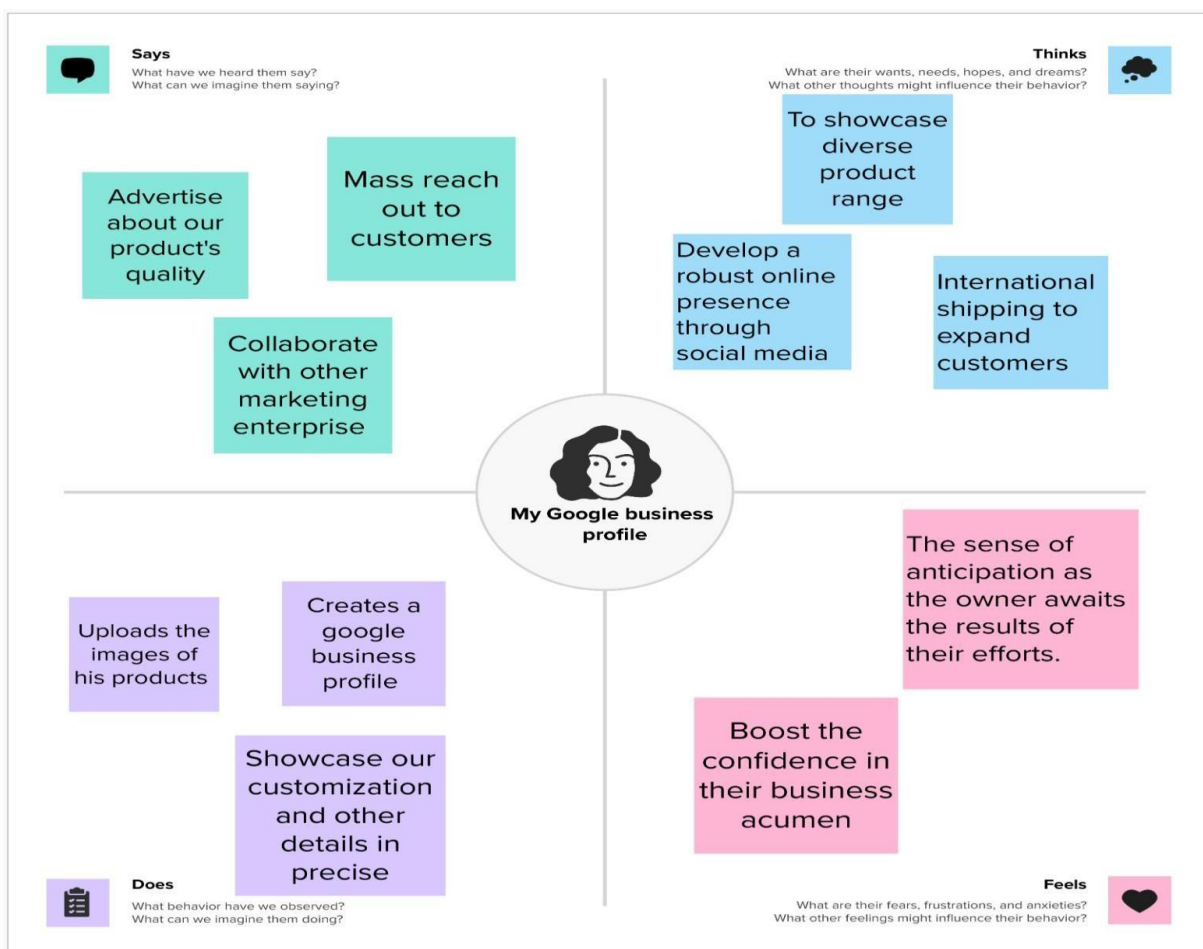 Says
What have we heard them say?
What can we imagine them saying?
Thinks
What are their wants, needs, hopes, and dreams?
What other thoughts might influence their behavior?
Advertise
about our
product's
quality
Mass reach
out to
customers
Collaborate
with other
marketing
enterprise
To showcase
diverse
product
range
Develop a
robust online
presence
through
social media
International
shipping to
expand
customers
My Google business
profile
Uploads the
images of
his products
Creates a
google
business
profile
Showcase our
customization
and other
details in
precise
The sense of
anticipation as
the owner awaits
the results of
their efforts.
Boost the
confidence in
their business
acumen
Does
What behavior have we observed?
What can we imagine them doing?
Feels
What are their fears, frustrations, and anxieties?
What other feelings might influence their behavior?